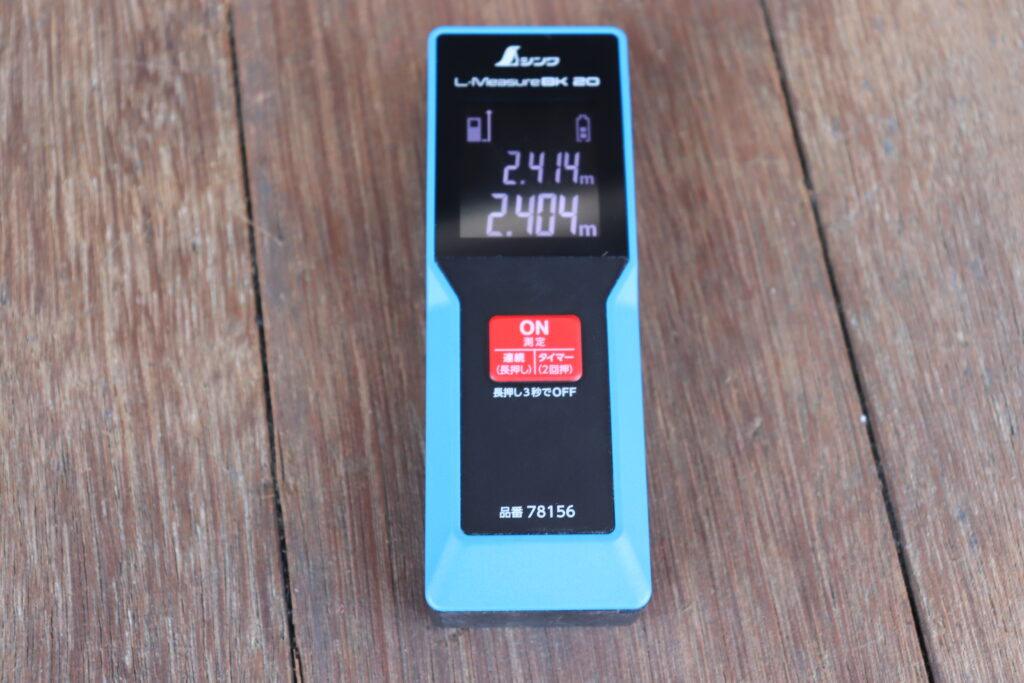 シンワ
L-Measure BK 20
2.414m
2.404m
ON
測定
連続 タイマー
(長押し) (2回押)
長押し3秒でOFF
品番 78156